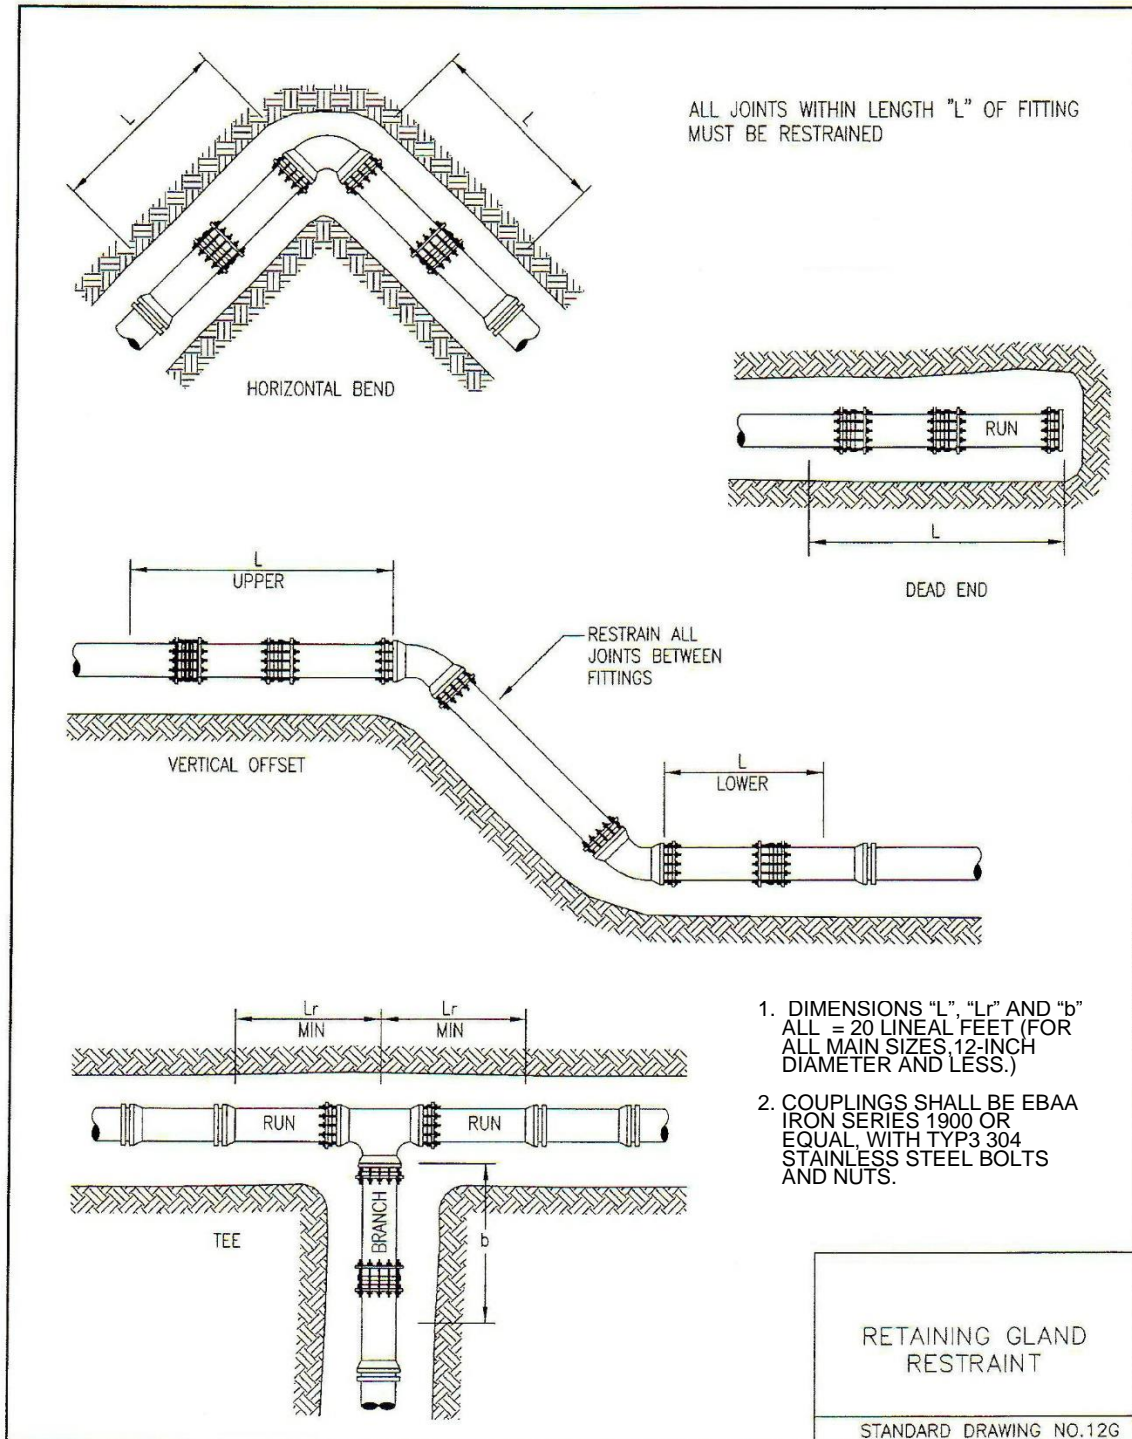 L
L
ALL JOINTS WITHIN LENGTH "L" OF FITTING
MUST BE RESTRAINED
HORIZONTAL BEND
RUN
L
DEAD END
L
UPPER
RESTRAIN ALL
JOINTS BETWEEN
FITTINGS
VERTICAL OFFSET
L
LOWER
Lr
MIN
Lr
MIN
RUN
RUN
BRANCH
b
TEE
1. DIMENSIONS “L”, “Lr” AND “b”
ALL = 20 LINEAL FEET (FOR
ALL MAIN SIZES,12-INCH
DIAMETER AND LESS.)
2. COUPLINGS SHALL BE EBAA
IRON SERIES 1900 OR
EQUAL, WITH TYP3 304
STAINLESS STEEL BOLTS
AND NUTS.
RETAINING GLAND
RESTRAINT
STANDARD DRAWING NO.12G